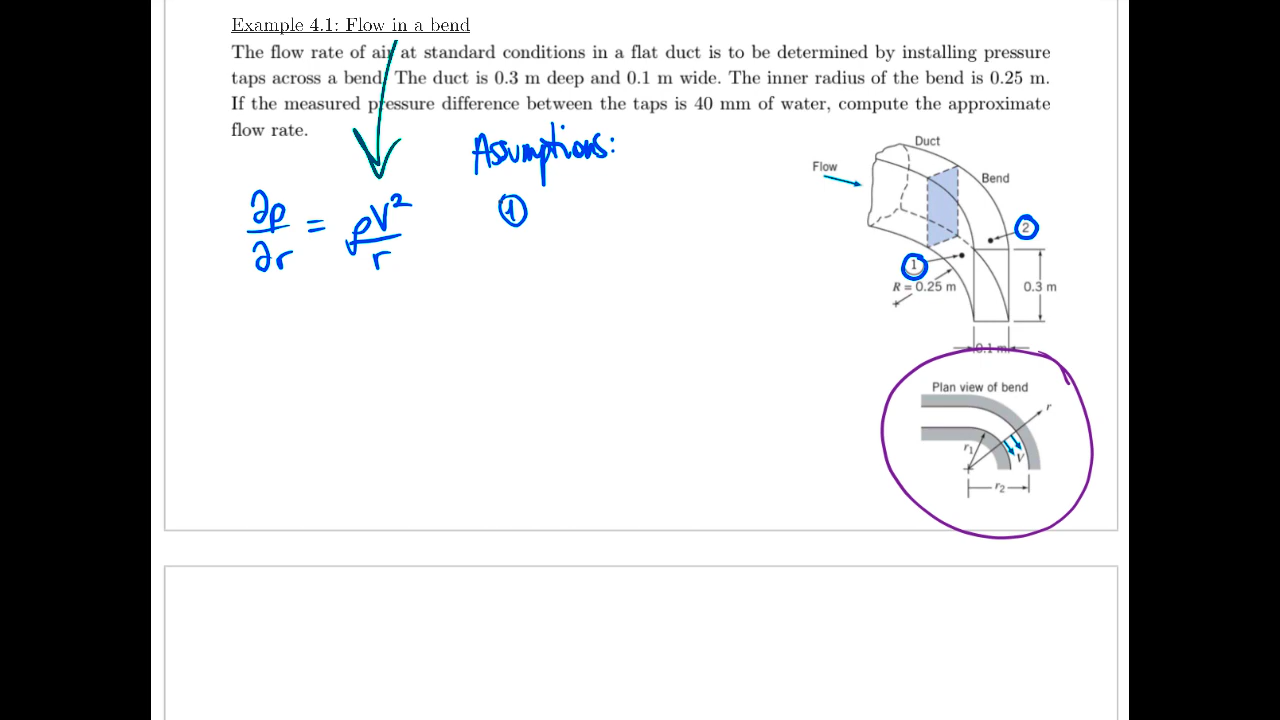 Example 4.1: Flow in a bend
The flow rate of air at standard conditions in a flat duct is to be determined by installing pressure
taps across a bend. The duct is 0.3 m deep and 0.1 m wide. The inner radius of the bend is 0.25 m.
If the measured pressure difference between the taps is 40 mm of water, compute the approximate
flow rate.
Assumptions:
①
∂p/∂r = ρV²/r
Duct
Flow
Bend
②
①
R = 0.25 m
0.3 m
0.1 m
Plan view of bend
r
r₁
V
r₂